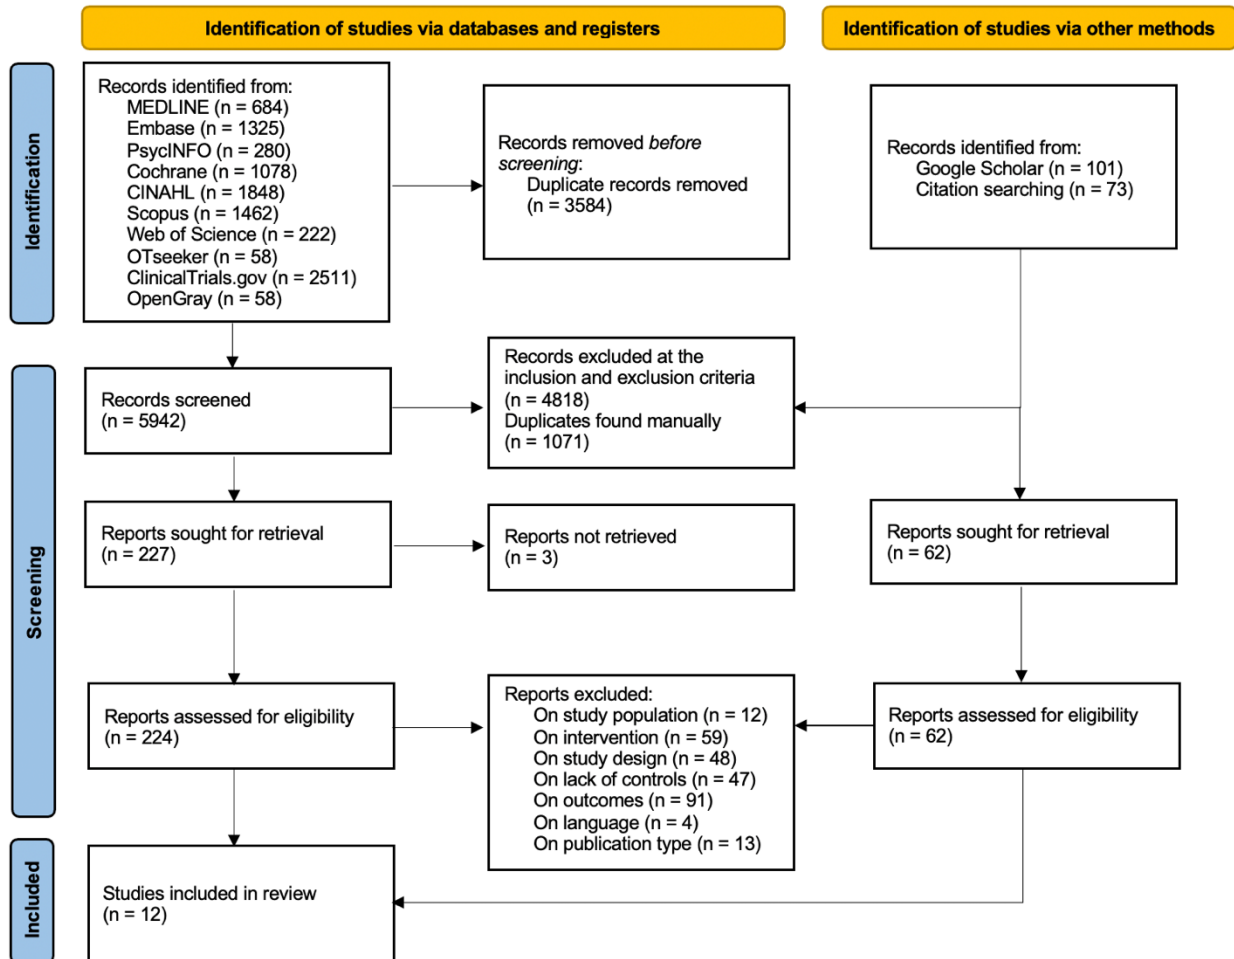 Identification of studies via databases and registers
Identification of studies via other methods
Identification
Records identified from:
MEDLINE (n = 684)
Embase (n = 1325)
PsycINFO (n = 280)
Cochrane (n = 1078)
CINAHL (n = 1848)
Scopus (n = 1462)
Web of Science (n = 222)
OTseeker (n = 58)
ClinicalTrials.gov (n = 2511)
OpenGray (n = 58)
Records removed before
screening:
Duplicate records removed
(n = 3584)
Records identified from:
Google Scholar (n = 101)
Citation searching (n = 73)
Screening
Records screened
(n = 5942)
Records excluded at the
inclusion and exclusion criteria
(n = 4818)
Duplicates found manually
(n = 1071)
Reports sought for retrieval
(n = 227)
Reports not retrieved
(n = 3)
Reports sought for retrieval
(n = 62)
Reports assessed for eligibility
(n = 224)
Reports excluded:
On study population (n = 12)
On intervention (n = 59)
On study design (n = 48)
On lack of controls (n = 47)
On outcomes (n = 91)
On language (n = 4)
On publication type (n = 13)
Reports assessed for eligibility
(n = 62)
Included
Studies included in review
(n = 12)